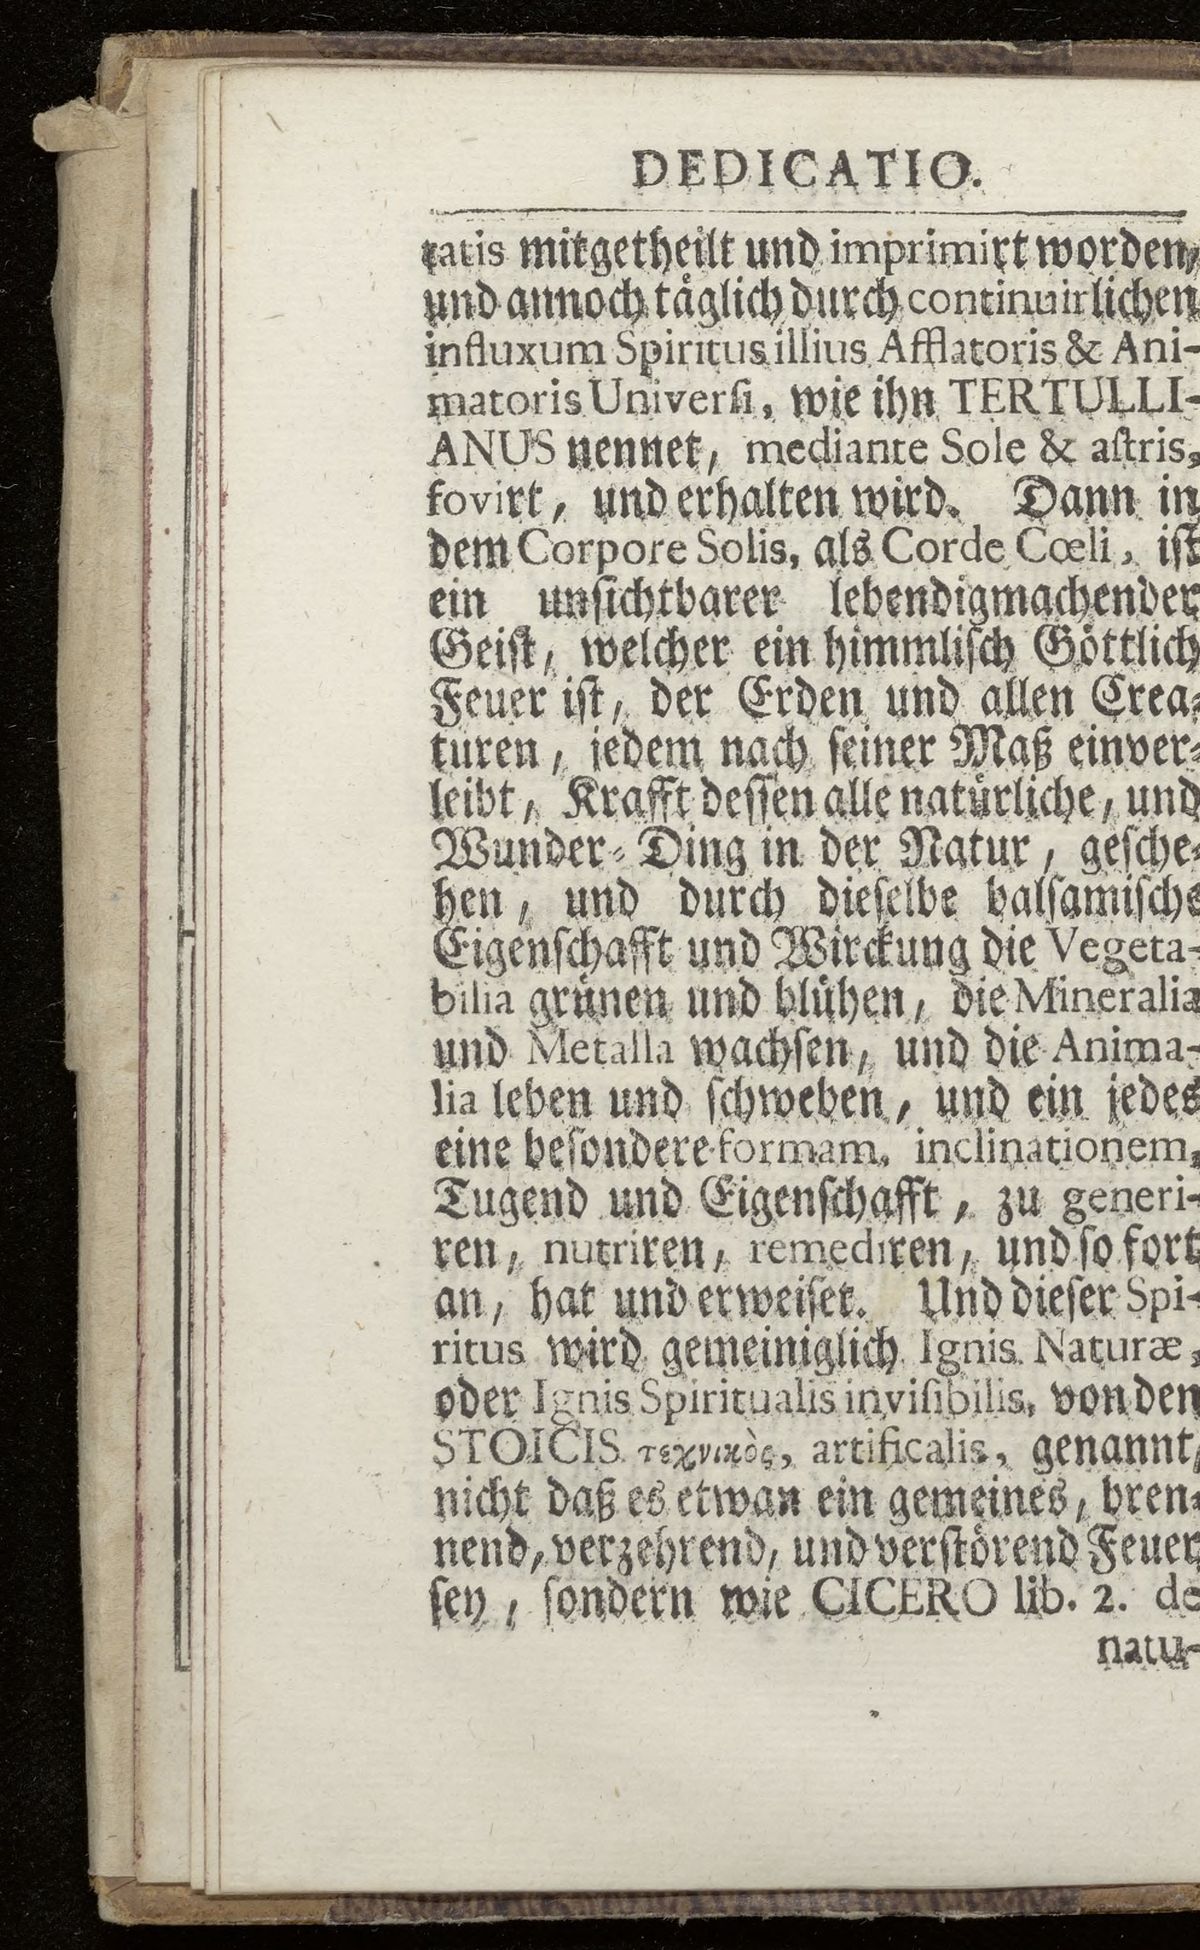 DEDICATIO.
tatis mitgetheilt und imprimirt worden,
und annoch täglich durch continuirlichen
influxum Spiritus illius Afflatoris & Ani-
matoris Universi, wie ihn TERTULLI-
ANUS nennet, mediante Sole & astris,
fovirt, und erhalten wird. Dann in
dem Corpore Solis, als Corde Cœli, ist
ein unsichtbarer lebendigmachender
Geist, welcher ein himmlisch Göttlich
Feuer ist, der Erden und allen Crea-
turen, jedem nach seiner Maß einver-
leibt, Krafft dessen alle natürliche, und
Wunder-Ding in der Natur, gesche-
hen, und durch dieselbe balsamische
Eigenschafft und Wirckung die Vegeta-
bilia grünen und blühen, die Mineralia
und Metalla wachsen, und die Anima-
lia leben und schweben, und ein jedes
eine besondere formam, inclinationem,
Tugend und Eigenschafft, zu generi-
ren, nutriren, remediren, und so fort
an, hat und erweiset. Und dieser Spi-
ritus wird gemeiniglich Ignis Naturæ,
oder Ignis Spiritualis invisibilis, von den
STOICIS τεχνικὸς, artificalis, genannt,
nicht daß es etwan ein gemeines, bren-
nend, verzehrend, und verstörend Feuer
sey, sondern wie CICERO lib. 2. de
natu-